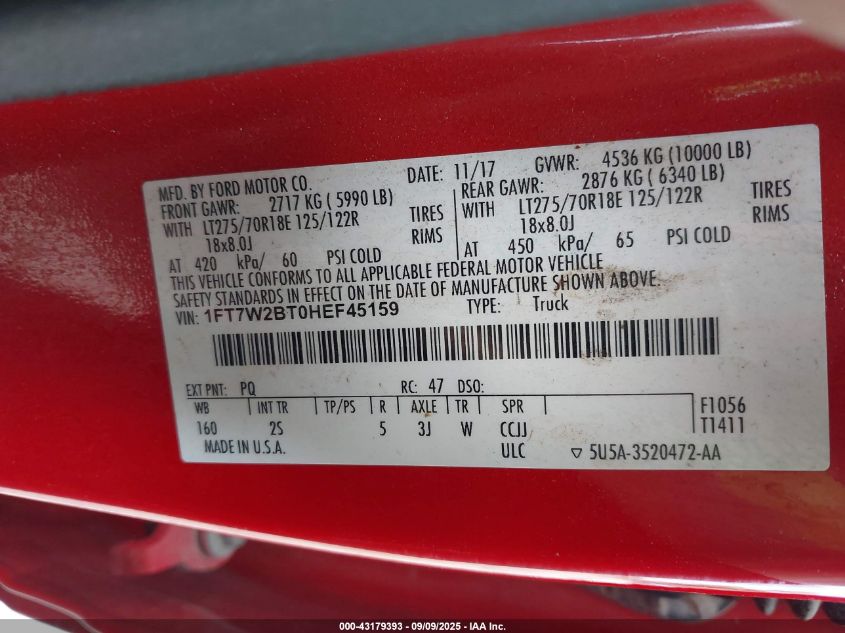 MFD. BY FORD MOTOR CO. DATE: 11/17 GVWR: 4536 KG (10000 LB)
FRONT GAWR: 2717 KG ( 5990 LB) REAR GAWR: 2876 KG ( 6340 LB)
WITH LT275/70R18E 125/122R TIRES WITH LT275/70R18E 125/122R TIRES
18x8.0J RIMS 18x8.0J RIMS
AT 420 kPa/ 60 PSI COLD AT 450 kPa/ 65 PSI COLD
THIS VEHICLE CONFORMS TO ALL APPLICABLE FEDERAL MOTOR VEHICLE
SAFETY STANDARDS IN EFFECT ON THE DATE OF MANUFACTURE SHOWN ABOVE.
VIN: 1FT7W2BT0HEF45159 TYPE: Truck
EXT PNT: PQ RC: 47 DSO:
WB INT TR TP/PS R AXLE TR SPR F1056
160 2S 5 3J W CCJJ T1411
MADE IN U.S.A. ULC ▽ 5U5A-3520472-AA
000-43179393 - 09/09/2025 - IAA Inc.